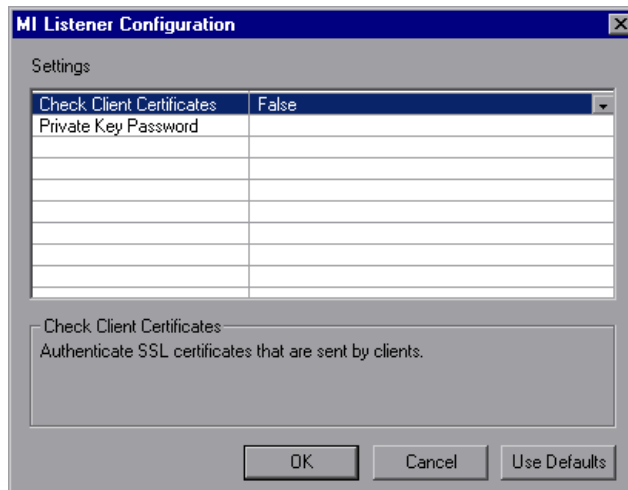 MI Listener Configuration
Settings
Check Client Certificates False
Private Key Password
Check Client Certificates
Authenticate SSL certificates that are sent by clients.
OK Cancel Use Defaults